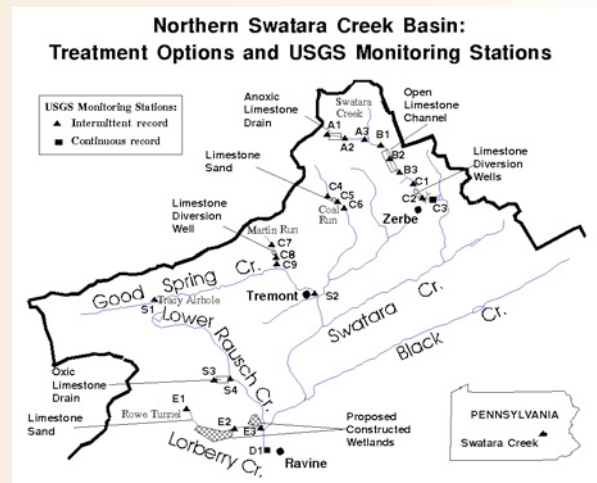 Northern Swatara Creek Basin:
Treatment Options and USGS Monitoring Stations
USGS Monitoring Stations:
▲ Intermittent record
■ Continuous record
Anoxic
Limestone
Drain
Swatara
Creek
Open
Limestone
Channel
A1
A2
A3
B1
B2
B3
Limestone
Diversion
Wells
C1
C2
C3
Zerbe
Limestone
Sand
C4
C5
C6
Coal
Run
Limestone
Diversion
Well
Martin Run
C7
C8
C9
Good Spring Cr.
Tremont
S2
Tracy Airhole
S1
Lower Rausch Cr.
Swatara Cr.
Black Cr.
Oxic
Limestone
Drain
S3
S4
Limestone
Sand
E1
Rowe Tunnel
E2
E3
Proposed
Constructed
Wetlands
Lorberry Cr.
D1
Ravine
PENNSYLVANIA
Swatara Creek